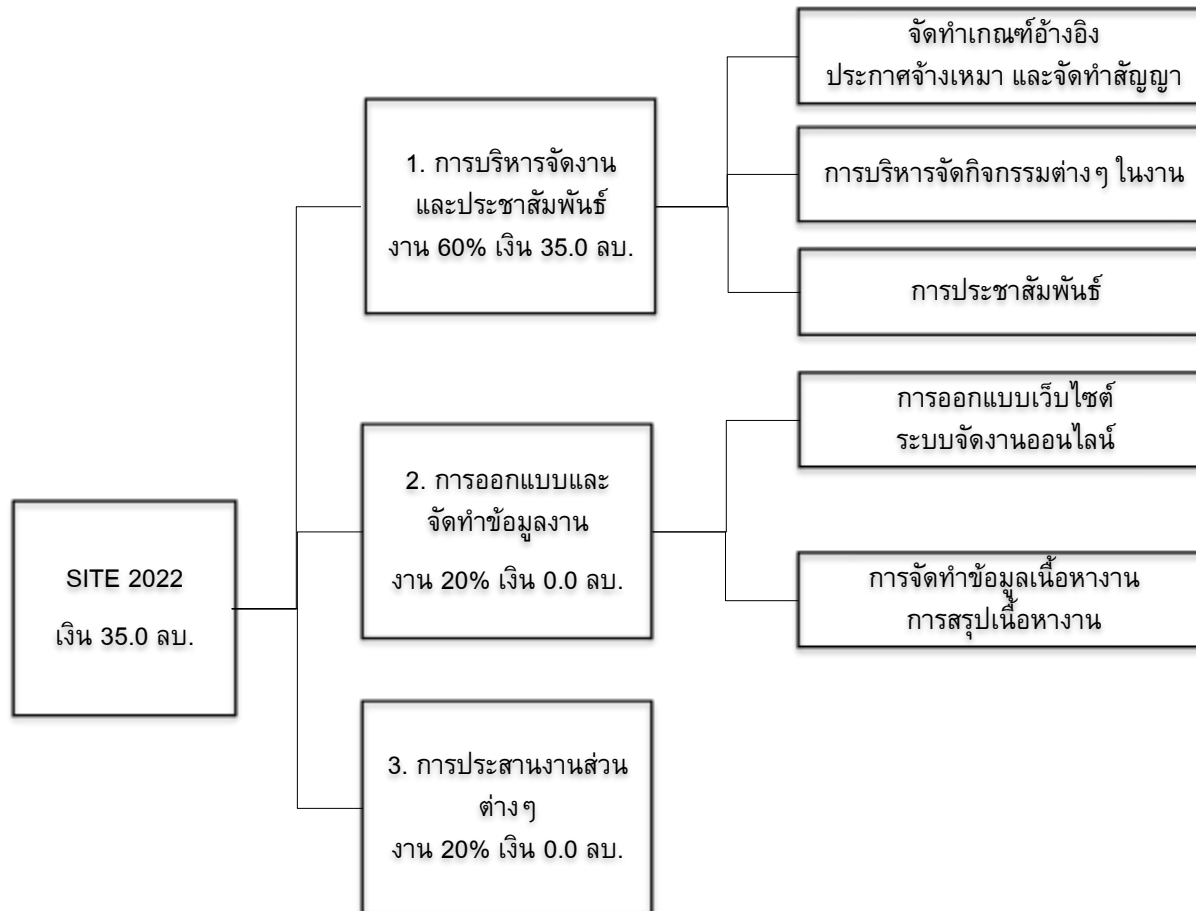 SITE 2022
เงิน 35.0 ลบ.
1. การบริหารจัดงาน
และประชาสัมพันธ์
งาน 60% เงิน 35.0 ลบ.
จัดทำเกณฑ์อ้างอิง
ประกาศจ้างเหมา และจัดทำสัญญา
การบริหารจัดกิจกรรมต่างๆ ในงาน
การประชาสัมพันธ์
2. การออกแบบและ
จัดทำข้อมูลงาน
งาน 20% เงิน 0.0 ลบ.
การออกแบบเว็บไซต์
ระบบจัดงานออนไลน์
การจัดทำข้อมูลเนื้อหางาน
การสรุปเนื้อหางาน
3. การประสานงานส่วน
ต่างๆ
งาน 20% เงิน 0.0 ลบ.